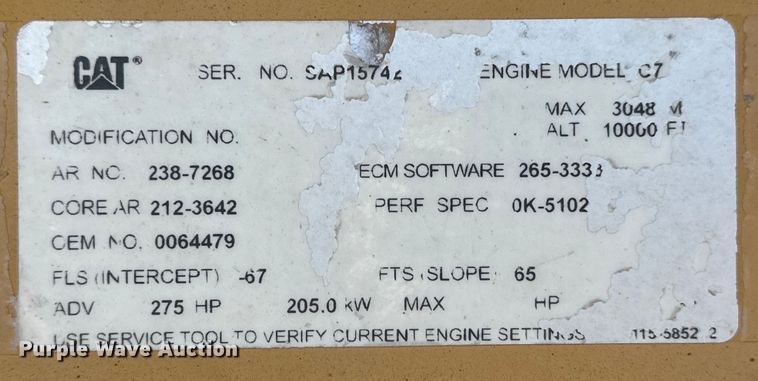 CAT® SER. NO. SAP15742 ENGINE MODEL C7
MAX 3048 M
ALT 10000 FT
MODIFICATION NO.
AR NO. 238-7268 ECM SOFTWARE 265-3333
CORE AR 212-3642 PERF SPEC 0K-5102
OEM NO. 0064479
FLS (INTERCEPT) -67 FTS (SLOPE) 65
ADV 275 HP 205.0 kW MAX HP
USE SERVICE TOOL TO VERIFY CURRENT ENGINE SETTINGS 115-5852 2
Purple Wave Auction